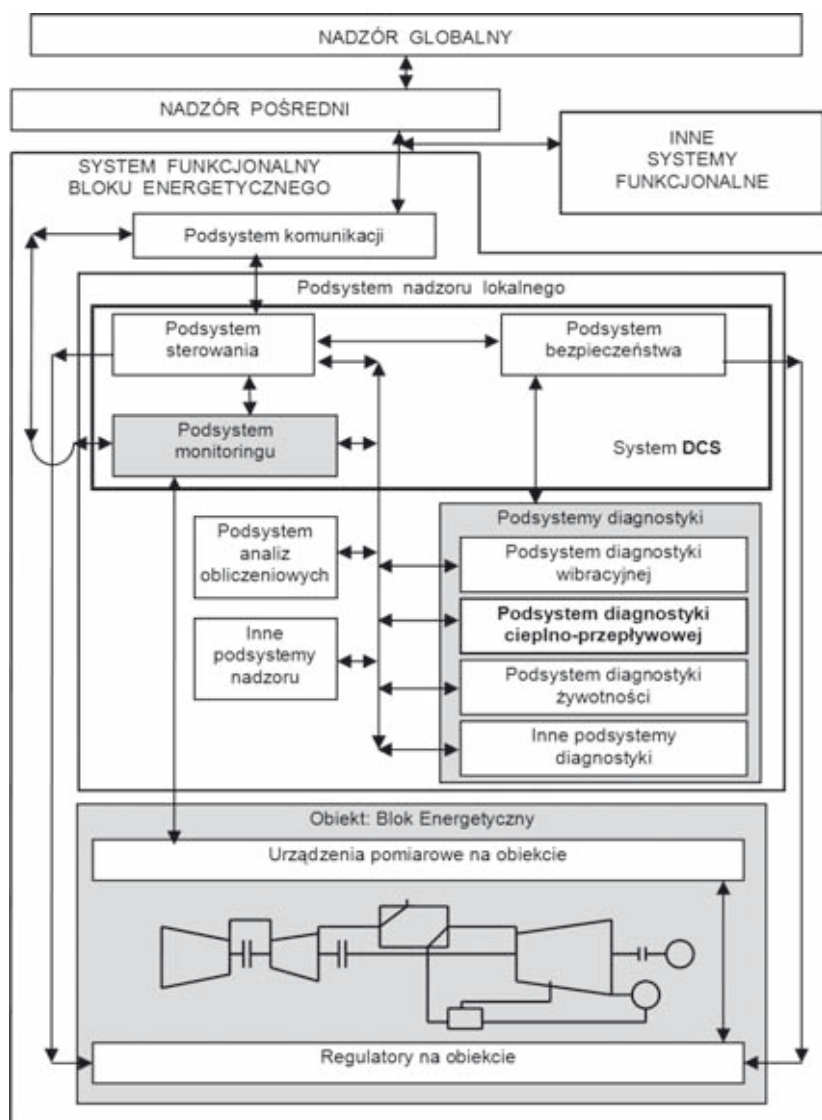 NADZÓR GLOBALNY
NADZÓR POŚREDNI
INNE
SYSTEMY
FUNKCJONALNE
SYSTEM FUNKCJONALNY
BLOKU ENERGETYCZNEGO
Podsystem komunikacji
Podsystem nadzoru lokalnego
Podsystem
sterowania
Podsystem
bezpieczeństwa
Podsystem
monitoringu
System DCS
Podsystem
analiz
obliczeniowych
Inne
podsystemy
nadzoru
Podsystemy diagnostyki
Podsystem diagnostyki
wibracyjnej
Podsystem diagnostyki
cieplno-przepływowej
Podsystem diagnostyki
żywotności
Inne podsystemy
diagnostyki
Obiekt: Blok Energetyczny
Urządzenia pomiarowe na obiekcie
Regulatory na obiekcie